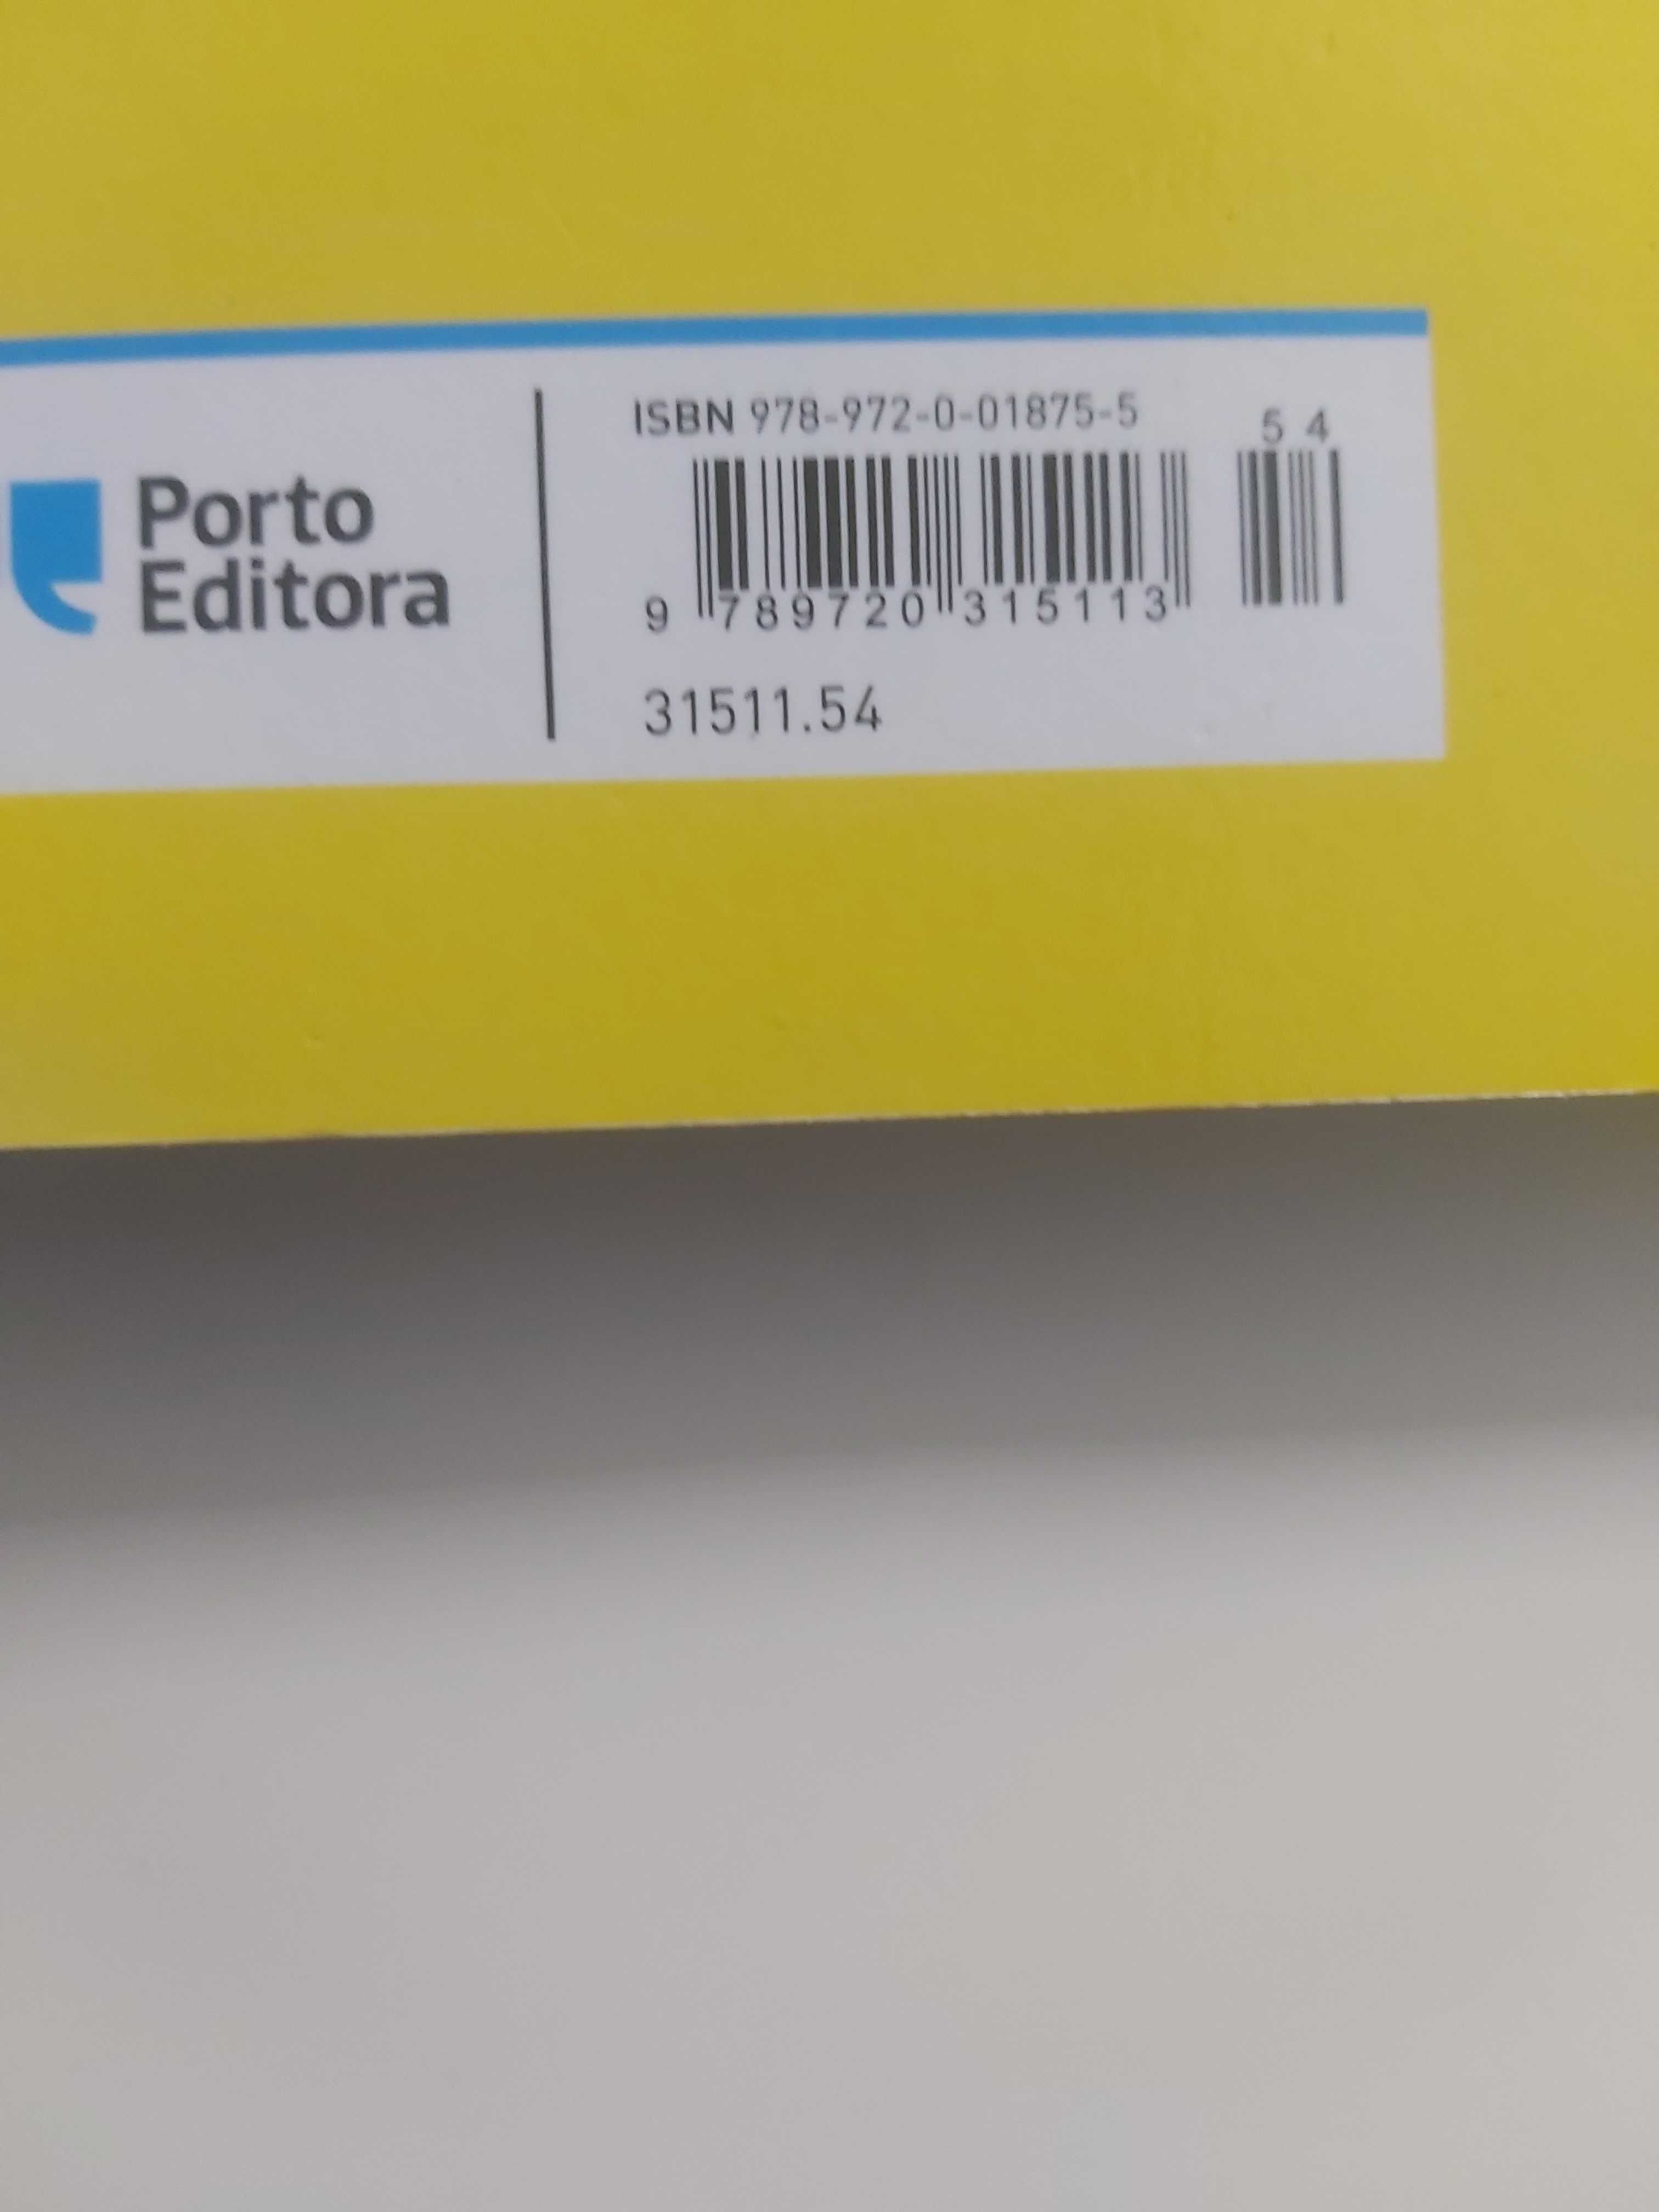 Porto
Editora
ISBN 978-972-0-01875-5
5 4
9 789720 315113
31511.54